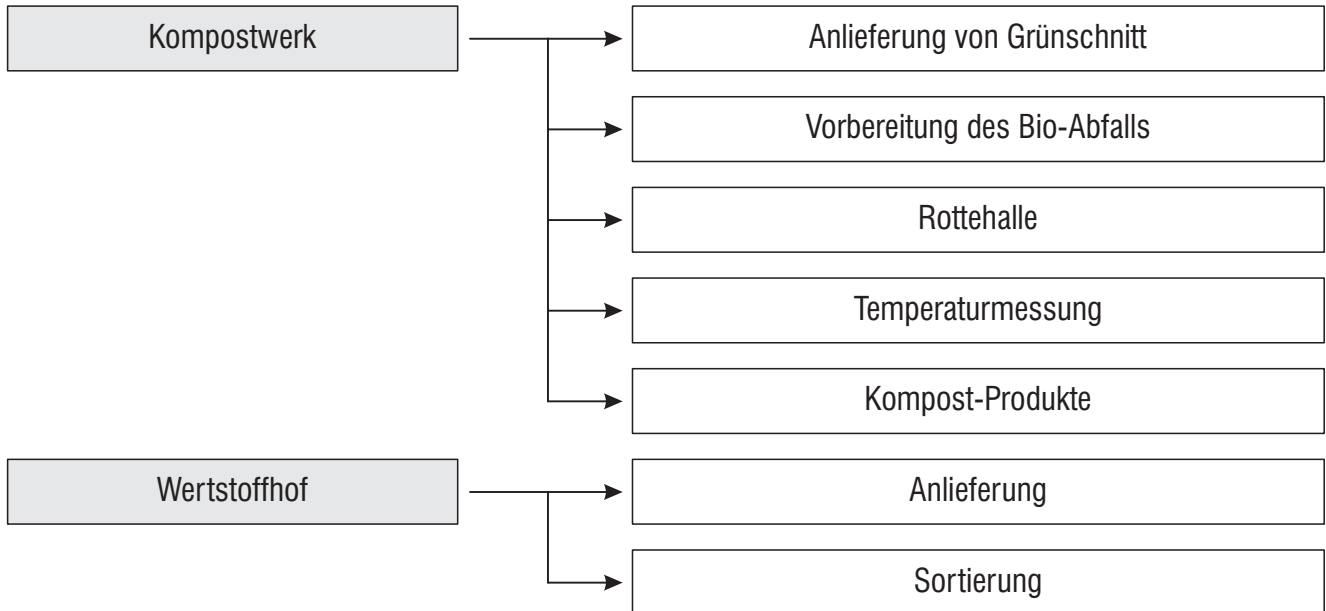 Kompostwerk
Anlieferung von Grünschnitt
Vorbereitung des Bio-Abfalls
Rottehalle
Temperaturmessung
Kompost-Produkte
Wertstoffhof
Anlieferung
Sortierung